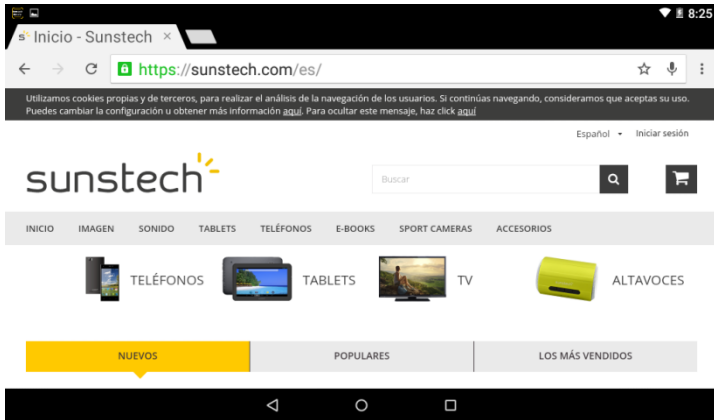 8:25
Inicio - Sunstech
https://sunstech.com/es/
Utilizamos cookies propias y de terceros, para realizar el análisis de la navegación de los usuarios. Si continúas navegando, consideramos que aceptas su uso.
Puedes cambiar la configuración u obtener más información aquí. Para ocultar este mensaje, haz click aquí
Español Iniciar sesión
sunstech
Buscar
INICIO IMAGEN SONIDO TABLETS TELÉFONOS E-BOOKS SPORT CAMERAS ACCESORIOS
TELÉFONOS TABLETS TV ALTAVOCES
NUEVOS POPULARES LOS MÁS VENDIDOS